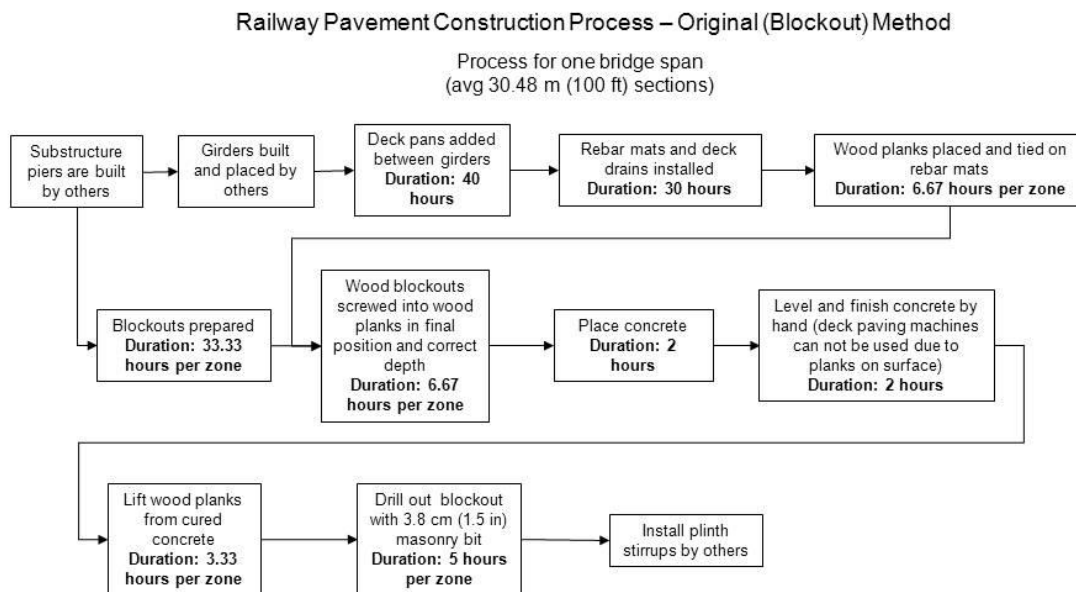 Railway Pavement Construction Process – Original (Blockout) Method
Process for one bridge span
(avg 30.48 m (100 ft) sections)
Substructure
piers are built
by others
Girders built
and placed by
others
Deck pans added
between girders
Duration: 40
hours
Rebar mats and deck
drains installed
Duration: 30 hours
Wood planks placed and tied on
rebar mats
Duration: 6.67 hours per zone
Blockouts prepared
Duration: 33.33
hours per zone
Wood blockouts
screwed into wood
planks in final
position and correct
depth
Duration: 6.67
hours per zone
Place concrete
Duration: 2
hours
Level and finish concrete by
hand (deck paving machines
can not be used due to
planks on surface)
Duration: 2 hours
Lift wood planks
from cured
concrete
Duration: 3.33
hours per zone
Drill out blockout
with 3.8 cm (1.5 in)
masonry bit
Duration: 5 hours
per zone
Install plinth
stirrups by others